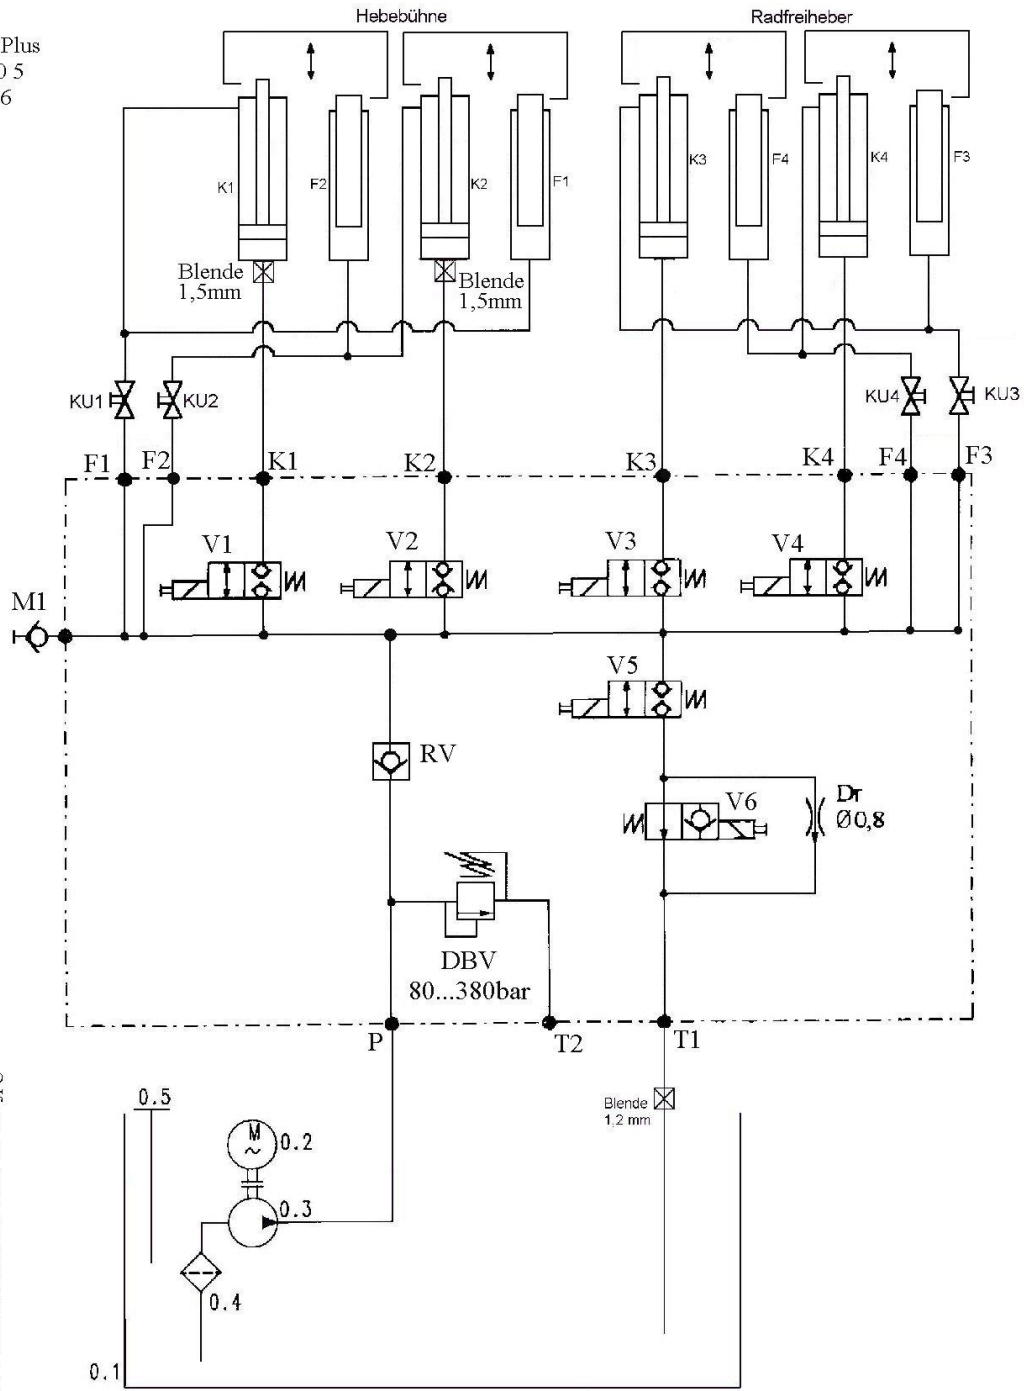 Hebebühne
Radfreiheber
Plus
0 5
6
K1
F2
K2
F1
K3
F4
K4
F3
Blende
1,5mm
Blende
1,5mm
KU1
KU2
KU4
KU3
F1
F2
K1
K2
K3
K4
F4
F3
V1
V2
V3
V4
M1
V5
RV
V6
Dr
Ø0,8
DBV
80...380bar
P
T2
T1
0.5
Blende
1,2 mm
M
~
0.2
0.3
0.4
0.1